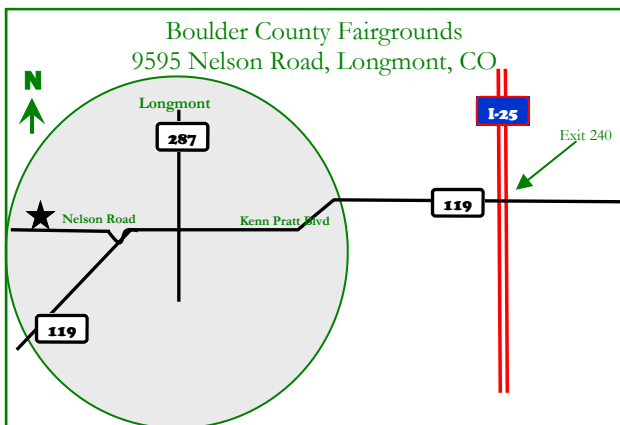 Boulder County Fairgrounds
9595 Nelson Road, Longmont, CO
N
Longmont
287
I-25
Exit 240
119
Nelson Road
Kenn Pratt Blvd
119